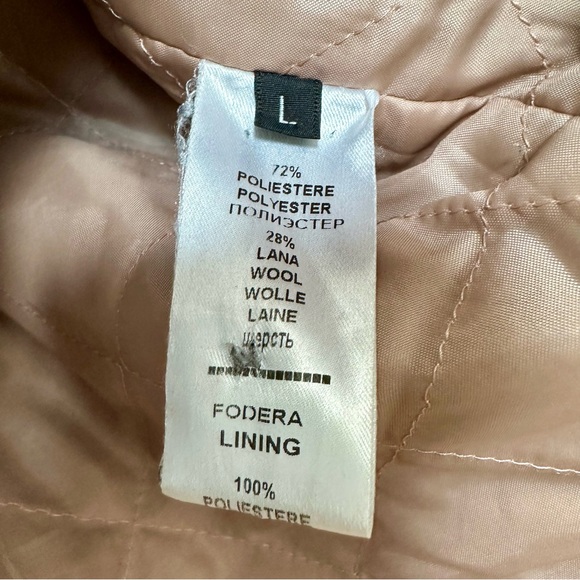 L
72%
POLIESTERE
POLYESTER
ПОЛИЭСТЕР
28%
LANA
WOOL
WOLLE
LAINE
шерсть
FODERA
LINING
100%
POLIESTERE